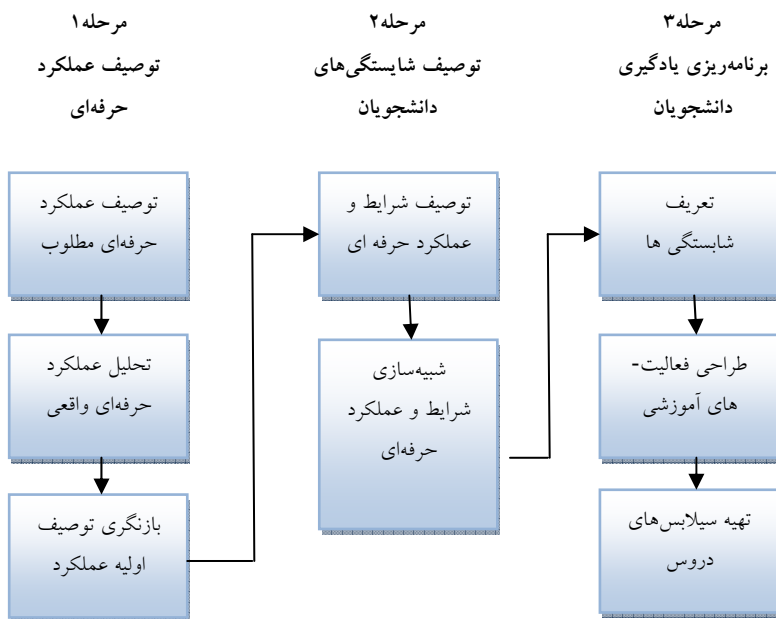 مرحله۱
توصیف عملکرد
حرفه‌ای
توصیف عملکرد
حرفه‌ای مطلوب
تحلیل عملکرد
حرفه‌ای واقعی
بازنگری توصیف
اولیه عملکرد
مرحله۲
توصیف شایستگی‌های
دانشجویان
توصیف شرایط و
عملکرد حرفه ای
شبیه‌سازی
شرایط و عملکرد
حرفه‌ای
مرحله۳
برنامه‌ریزی یادگیری
دانشجویان
تعریف
شابستگی ها
طراحی فعالیت-
های آموزشی
تهیه سیلابس‌های
دروس